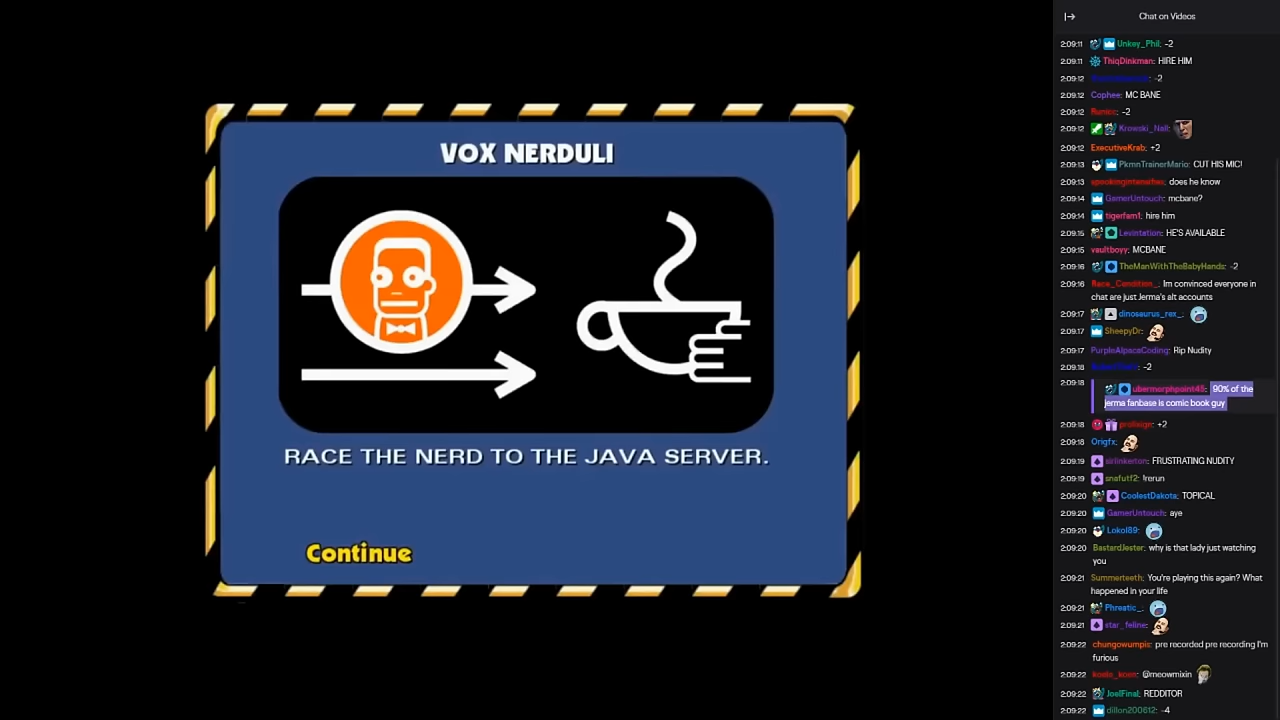 VOX NERDULI
RACE THE NERD TO THE JAVA SERVER.
Continue
Chat on Videos
2:09:11 Unkey_Phil: -2
2:09:11 ThiqDinkman: HIRE HIM
2:09:12 -2
2:09:12 Cophee: MC BANE
2:09:12 -2
2:09:12 Krowski_Nall:
2:09:12 ExecutiveKrab: +2
2:09:13 PkmnTrainerMario: CUT HIS MIC!
2:09:13 does he know
2:09:14 GamerUntouch: mcbane?
2:09:14 tigerfam1: hire him
2:09:15 Levintation: HE'S AVAILABLE
2:09:15 vaultboyy: MCBANE
2:09:16 TheManWithTheBabyHands: -2
2:09:16 Race_Condition_: Im convinced everyone in
chat are just Jerma's alt accounts
2:09:17 dinosaurus_rex_:
2:09:17 SheepyDr:
2:09:17 PurpleAlpacaCoding: Rip Nudity
2:09:18 -2
2:09:18 ubermorphpoint45: 90% of the
jerma fanbase is comic book guy
2:09:18 +2
2:09:18 Origfx:
2:09:19 airlinkerton: FRUSTRATING NUDITY
2:09:19 snafutf2: !rerun
2:09:20 CoolestDakota: TOPICAL
2:09:20 GamerUntouch: aye
2:09:20 Lokol89:
2:09:20 BastardJester: why is that lady just watching
you
2:09:21 Summerteeth: You're playing this again? What
happened in your life
2:09:21 Phreatic_:
2:09:21 star_feline:
2:09:22 chungowumpis: pre recorded pre recording I'm
furious
2:09:22 @meowmixin
2:09:22 JoelFinal: REDDITOR
2:09:22 dillon200612: -4